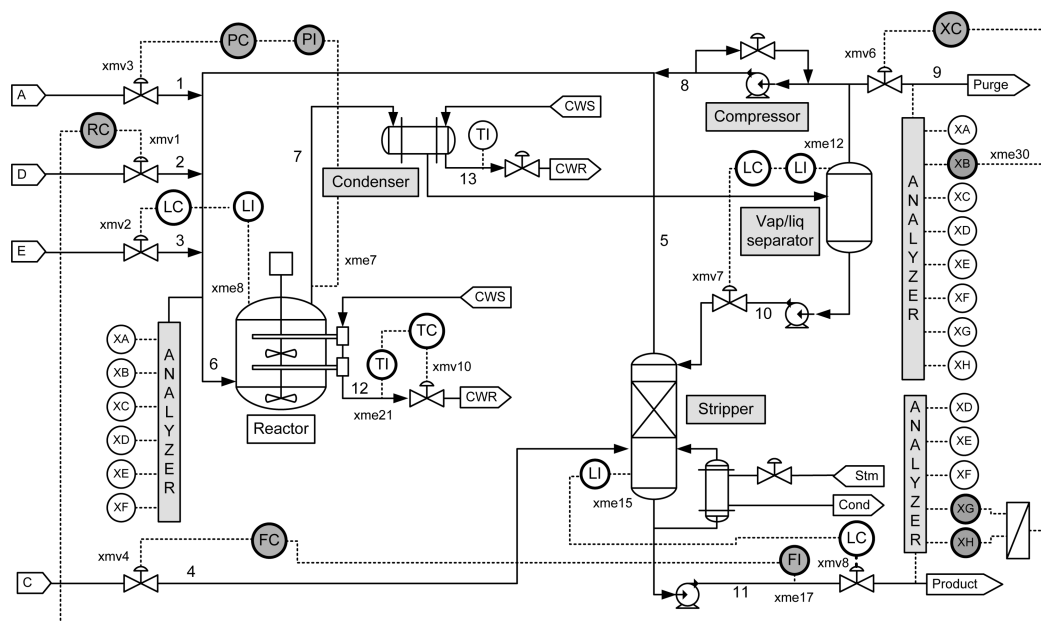 PC
PI
XC
xmv3
xmv6
1
8
9
A
Purge
Compressor
CWS
RC
xmv1
7
TI
XA
xme12
2
D
13
CWR
LC
LI
XB
xme30
Condenser
LC
LI
xmv2
XC
E
3
Vap/liq
separator
5
XD
ANALYZER
xme7
xmv7
XE
xme8
CWS
XF
10
XA
TC
XG
ANALYZER
TI
XB
6
12
xmv10
XH
CWR
XC
xme21
Stripper
XD
ANALYZER
Reactor
XD
XE
XE
LI
Stm
XF
XF
xme15
Cond
XG
FC
LC
XH
xmv4
FI
xmv8
C
4
11
Product
xme17